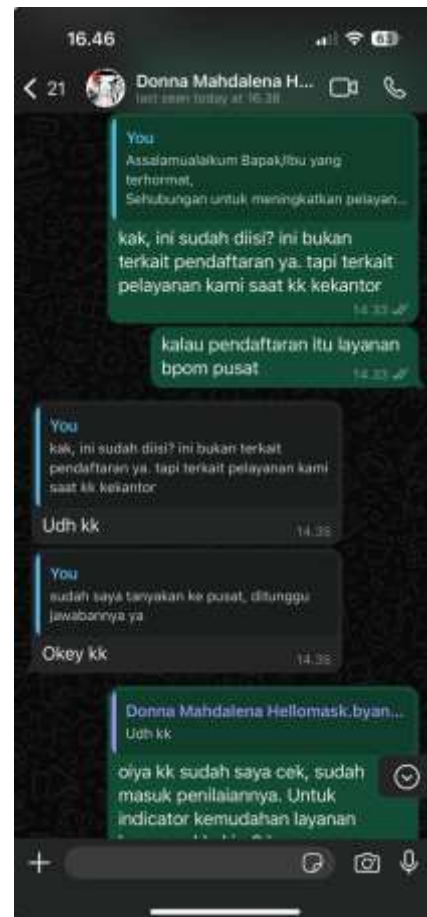 16.46
63
21
Donna Mahdalena H...
last seen today at 16.38
You
Assalamualaikum Bapak/Ibu yang
terhormat,
Sehubungan untuk meningkatkan pelayan...
kak, ini sudah diisi? ini bukan
terkait pendaftaran ya. tapi terkait
pelayanan kami saat kk kekantor
14.33
kalau pendaftaran itu layanan
bpom pusat
14.33
You
kak, ini sudah diisi? ini bukan terkait
pendaftaran ya. tapi terkait pelayanan kami
saat kk kekantor
Udh kk
14.35
You
sudah saya tanyakan ke pusat, ditunggu
jawabannya ya
Okey kk
14.35
Donna Mahdalena Hellomask.byan...
Udh kk
oiya kk sudah saya cek, sudah
masuk penilaiannya. Untuk
indicator kemudahan layanan